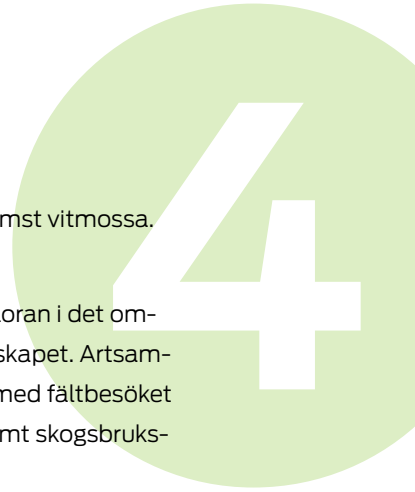 4
mst vitmossa.
oran i det om-
skapet. Artsam-
med fältbesöket
mt skogsbruks-